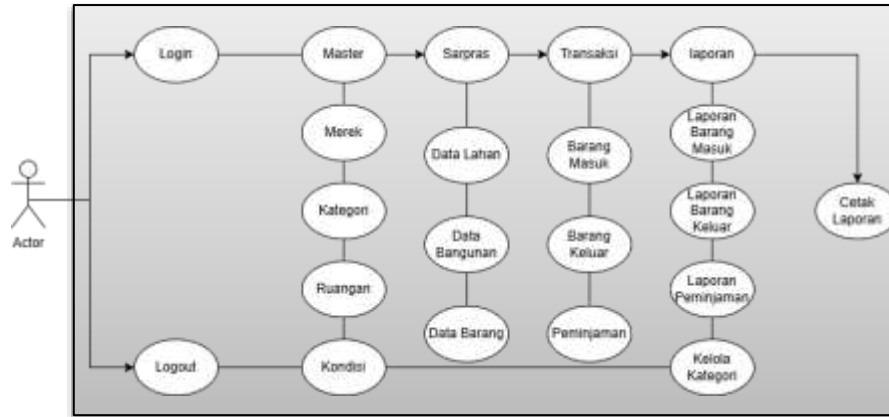 Login
Master
Sarpras
Transaksi
laporan
Merek
Data Lahan
Barang
Masuk
Laporan
Barang
Masuk
Actor
Kategori
Data
Bangunan
Barang
Keluar
Laporan
Barang
Keluar
Cetak
Laporan
Ruangan
Data Barang
Peminjaman
Laporan
Peminjaman
Logout
Kondisi
Kelola
Kategori